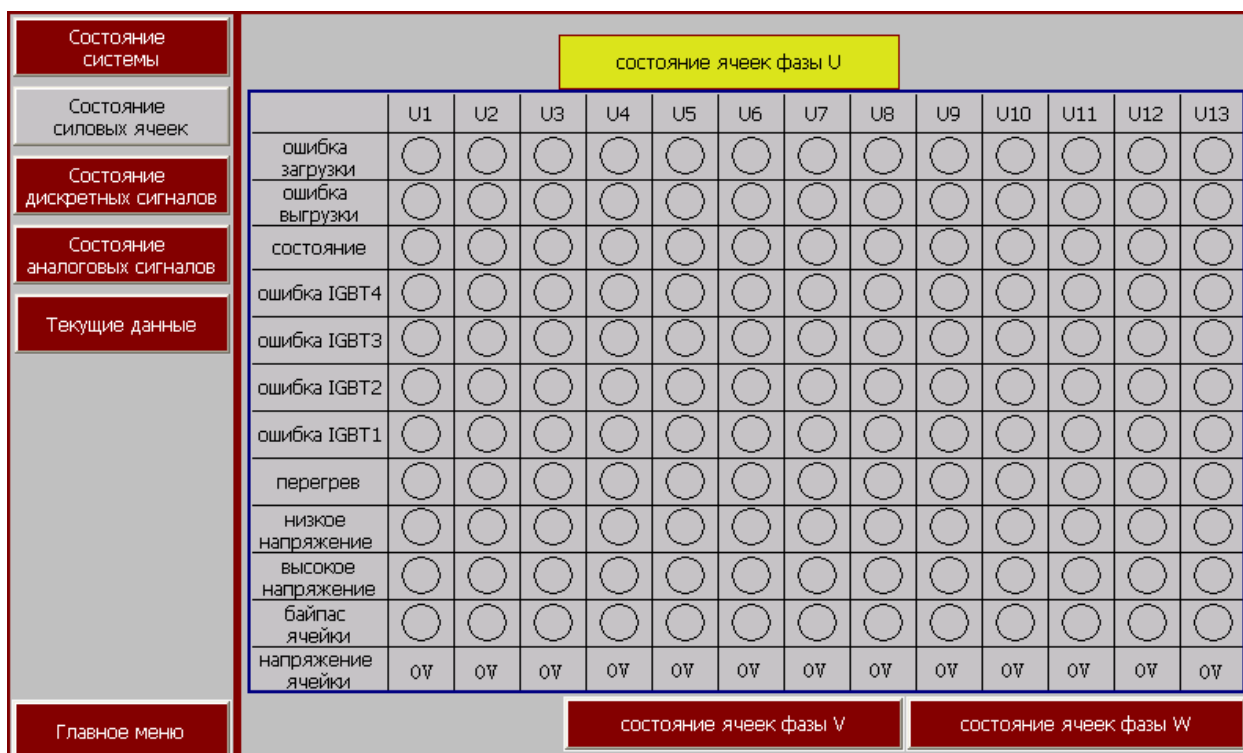 Состояние
системы
Состояние
силовых ячеек
Состояние
дискретных сигналов
Состояние
аналоговых сигналов
Текущие данные
Главное меню
состояние ячеек фазы U
U1 U2 U3 U4 U5 U6 U7 U8 U9 U10 U11 U12 U13
ошибка
загрузки
ошибка
выгрузки
состояние
ошибка IGBT4
ошибка IGBT3
ошибка IGBT2
ошибка IGBT1
перегрев
низкое
напряжение
высокое
напряжение
байпас
ячейки
напряжение
ячейки
0V 0V 0V 0V 0V 0V 0V 0V 0V 0V 0V 0V 0V
состояние ячеек фазы V
состояние ячеек фазы W